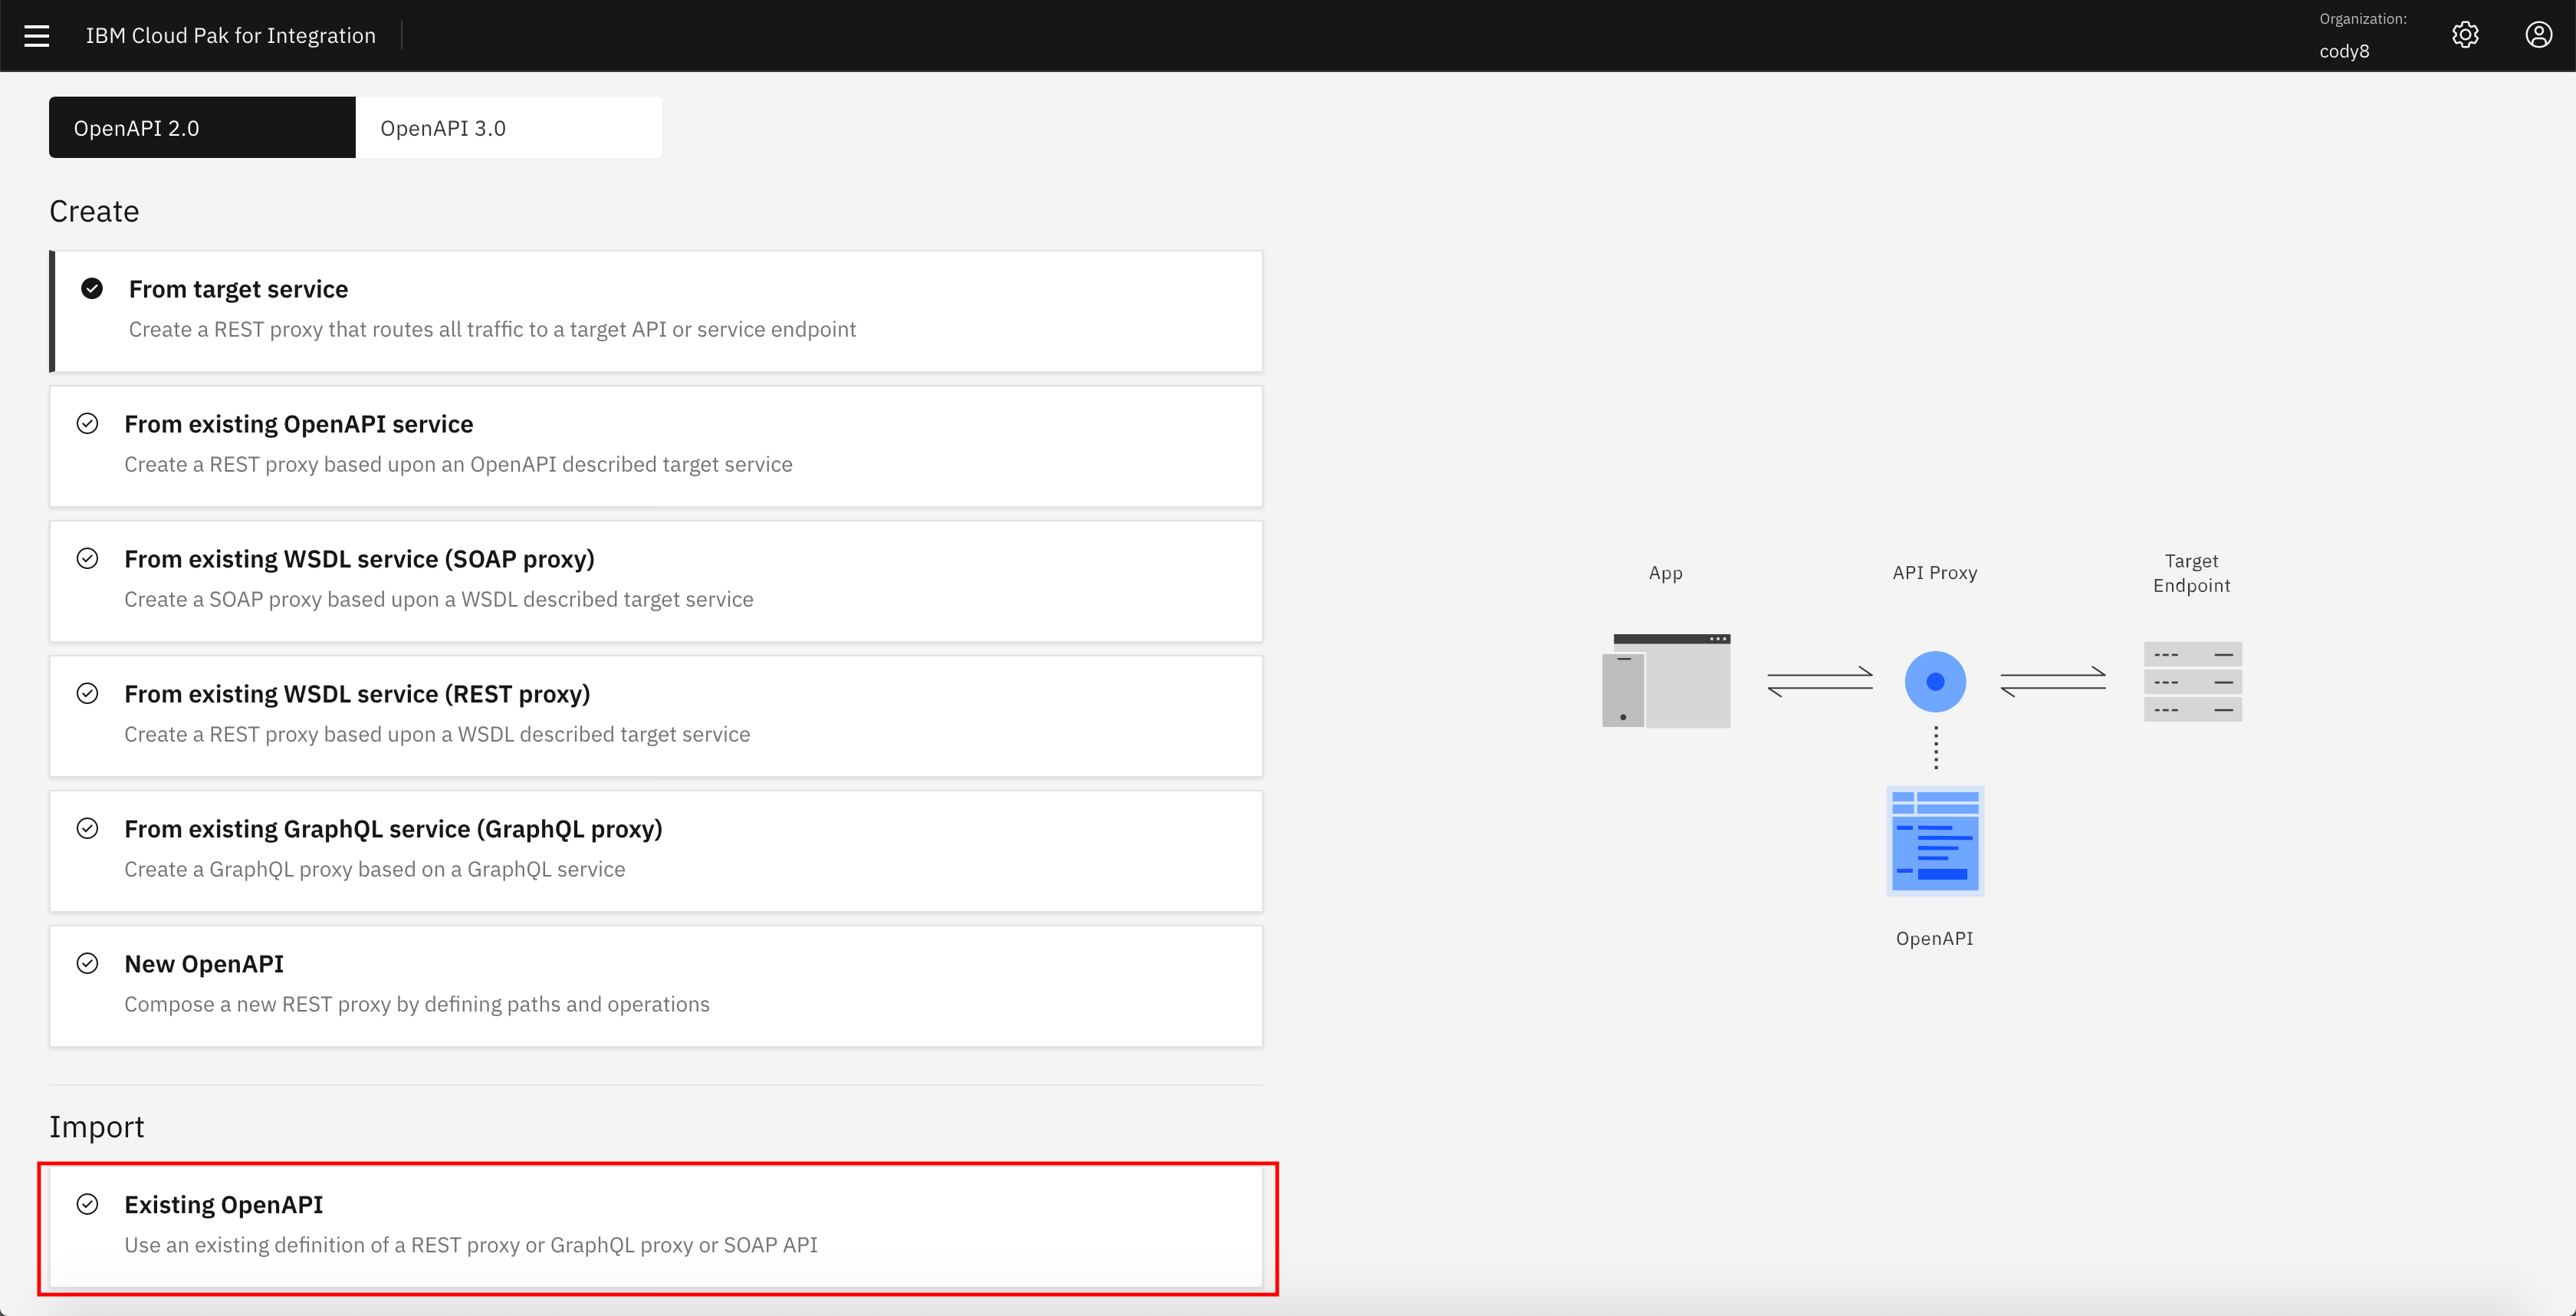 IBM Cloud Pak for Integration
Organization:
cody8
OpenAPI 2.0
OpenAPI 3.0
Create
From target service
Create a REST proxy that routes all traffic to a target API or service endpoint
From existing OpenAPI service
Create a REST proxy based upon an OpenAPI described target service
From existing WSDL service (SOAP proxy)
Create a SOAP proxy based upon a WSDL described target service
From existing WSDL service (REST proxy)
Create a REST proxy based upon a WSDL described target service
From existing GraphQL service (GraphQL proxy)
Create a GraphQL proxy based on a GraphQL service
New OpenAPI
Compose a new REST proxy by defining paths and operations
Import
Existing OpenAPI
Use an existing definition of a REST proxy or GraphQL proxy or SOAP API
App
API Proxy
Target
Endpoint
OpenAPI